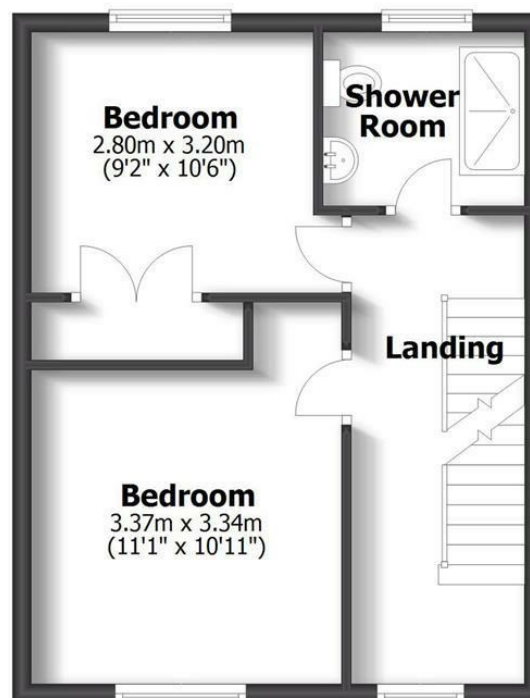 Bedroom
2.80m x 3.20m
(9'2" x 10'6")
Shower
Room
Landing
Bedroom
3.37m x 3.34m
(11'1" x 10'11")